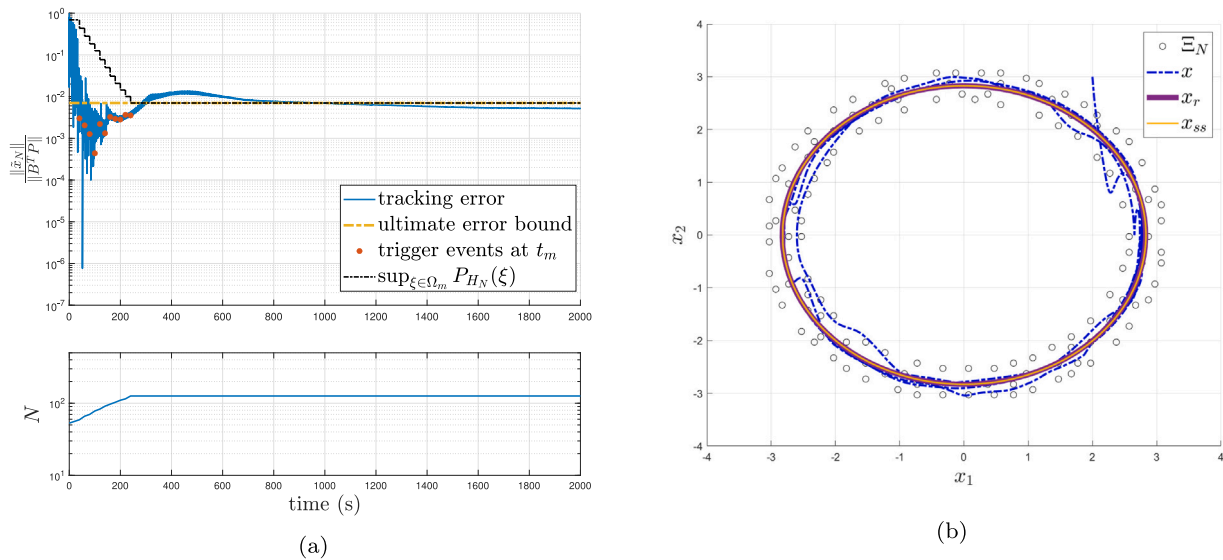 10^0
10^{-1}
10^{-2}
10^{-3}
10^{-4}
10^{-5}
10^{-6}
10^{-7}
\frac{\|\tilde{x}_N\|}{\|B^T P\|}
tracking error
ultimate error bound
trigger events at t_m
sup_{ξ∈Ω_m} P_{H_N}(ξ)
0 200 400 600 800 1000 1200 1400 1600 1800 2000
10^2
10^1
N
0 200 400 600 800 1000 1200 1400 1600 1800 2000
time (s)
(a)
4
3
2
1
0
-1
-2
-3
-4
x_2
Ξ_N
x
x_r
x_{ss}
-4 -3 -2 -1 0 1 2 3 4
x_1
(b)